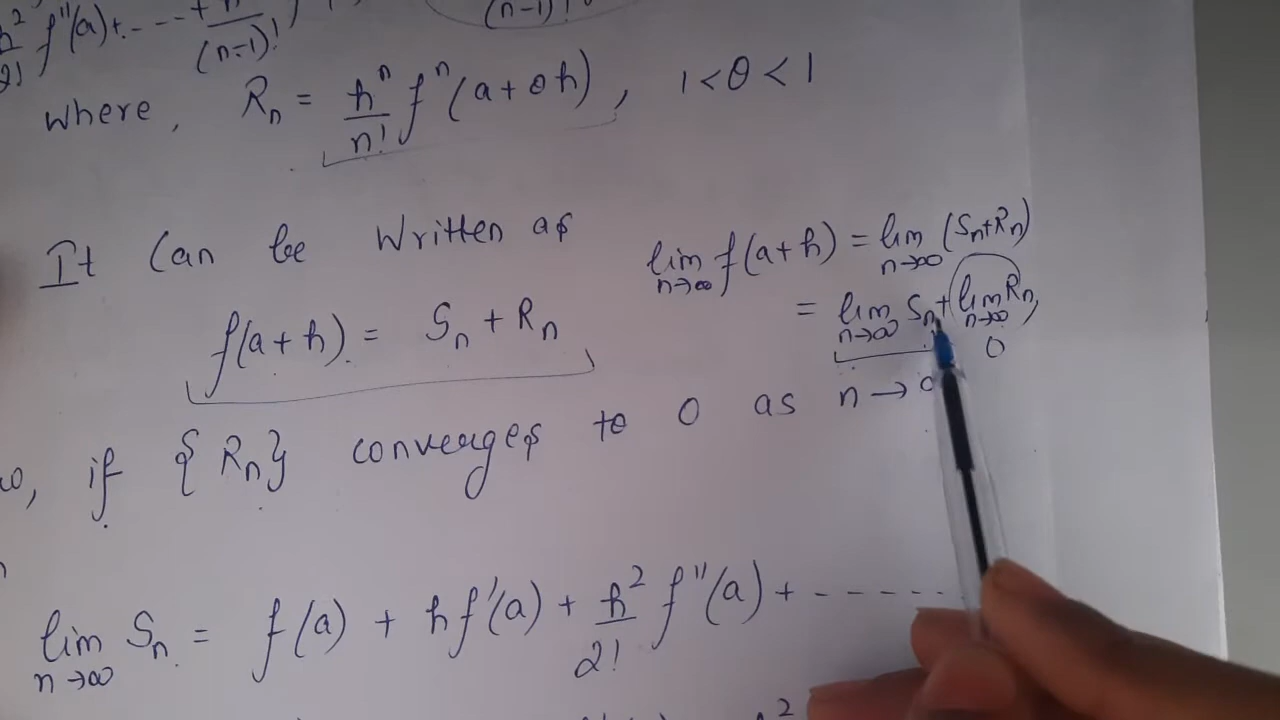 h²/2! f''(a)+----+ /(n-1)! (n-1)!
where, Rn = hⁿ/n! fⁿ(a+θh), 1<θ<1
It Can be Written as
lim n→∞ f(a+h) = lim n→∞ (Sn+Rn)
= lim n→∞ Sn + lim n→∞ Rn,
0
f(a+h) = Sn + Rn
if {Rn} converges to 0 as n→
lim n→∞ Sn = f(a) + hf'(a) + h²/2! f''(a) + ------